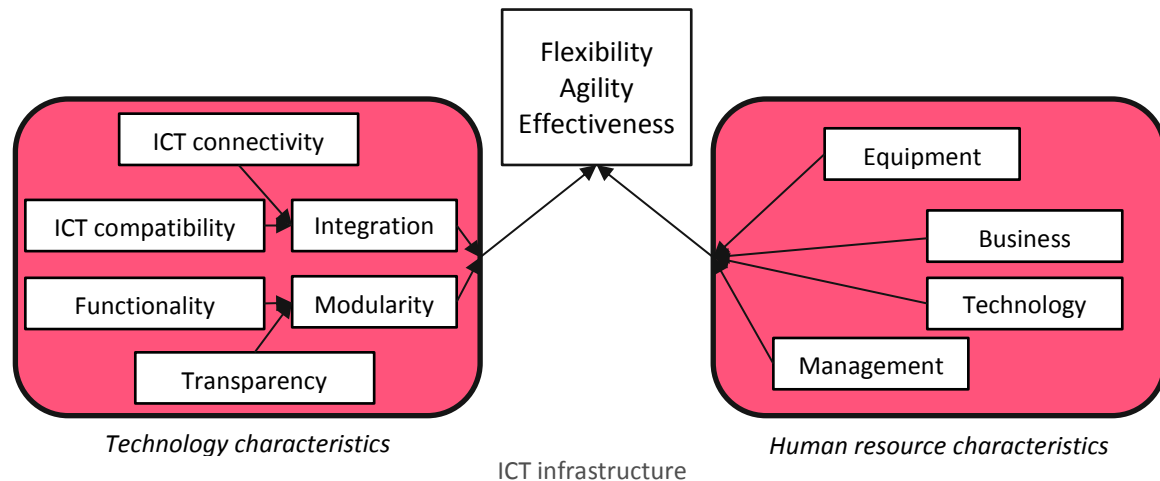 Flexibility
Agility
Effectiveness
ICT connectivity
ICT compatibility
Integration
Functionality
Modularity
Transparency
Technology characteristics
Equipment
Business
Technology
Management
Human resource characteristics
ICT infrastructure